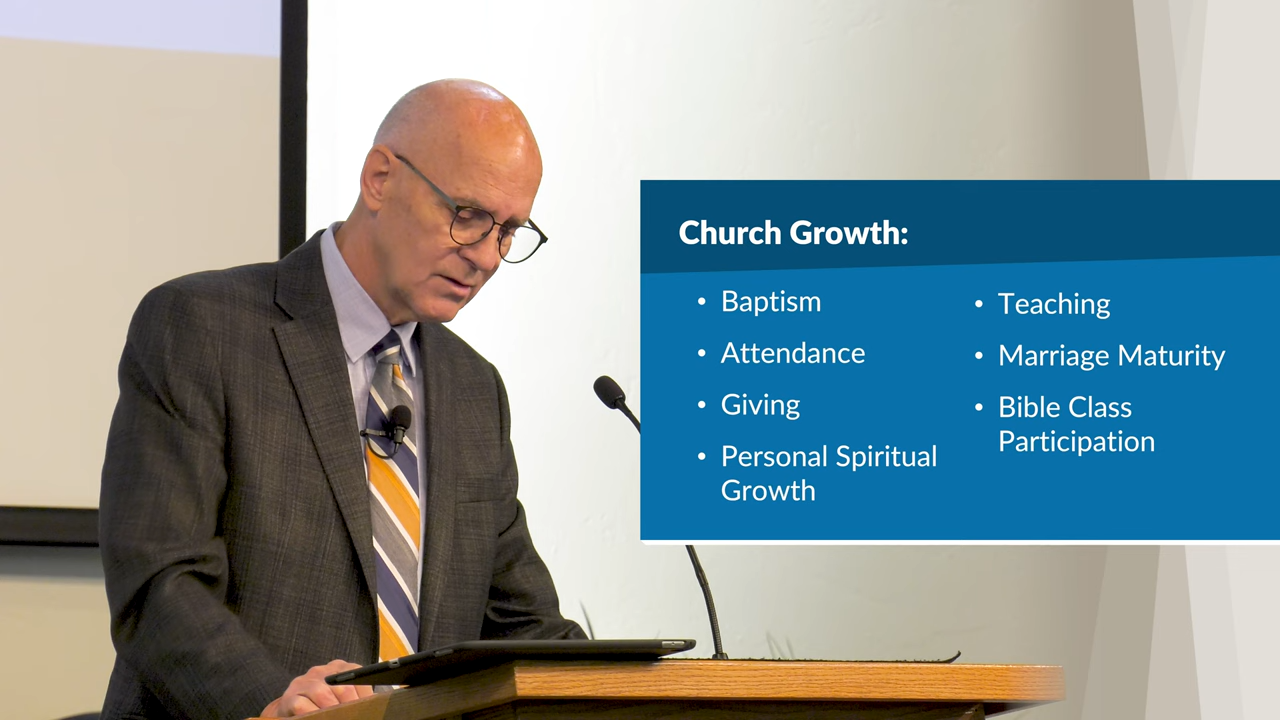 Church Growth:
• Baptism
• Attendance
• Giving
• Personal Spiritual
Growth
• Teaching
• Marriage Maturity
• Bible Class
Participation